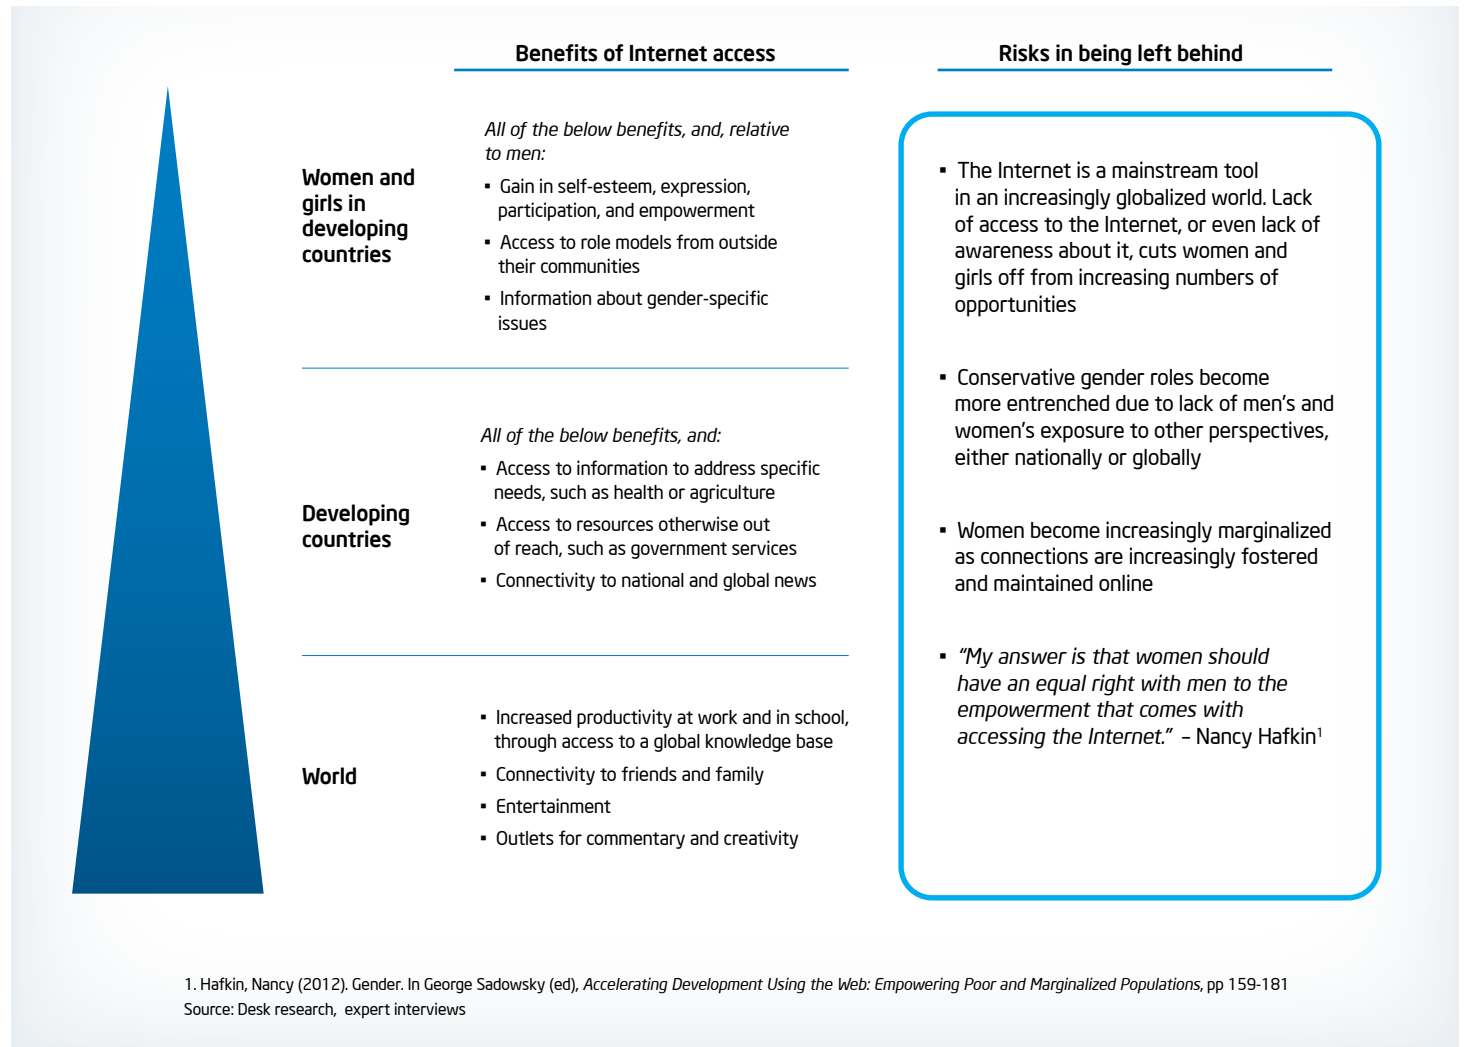 Benefits of Internet access
Risks in being left behind
Women and
girls in
developing
countries
All of the below benefits, and, relative
to men:
▪ Gain in self-esteem, expression,
participation, and empowerment
▪ Access to role models from outside
their communities
▪ Information about gender-specific
issues
Developing
countries
All of the below benefits, and:
▪ Access to information to address specific
needs, such as health or agriculture
▪ Access to resources otherwise out
of reach, such as government services
▪ Connectivity to national and global news
World
▪ Increased productivity at work and in school,
through access to a global knowledge base
▪ Connectivity to friends and family
▪ Entertainment
▪ Outlets for commentary and creativity
▪ The Internet is a mainstream tool
in an increasingly globalized world. Lack
of access to the Internet, or even lack of
awareness about it, cuts women and
girls off from increasing numbers of
opportunities
▪ Conservative gender roles become
more entrenched due to lack of men's and
women's exposure to other perspectives,
either nationally or globally
▪ Women become increasingly marginalized
as connections are increasingly fostered
and maintained online
▪ “My answer is that women should
have an equal right with men to the
empowerment that comes with
accessing the Internet.” – Nancy Hafkin¹
1. Hafkin, Nancy (2012). Gender. In George Sadowsky (ed), Accelerating Development Using the Web: Empowering Poor and Marginalized Populations, pp 159-181
Source: Desk research, expert interviews